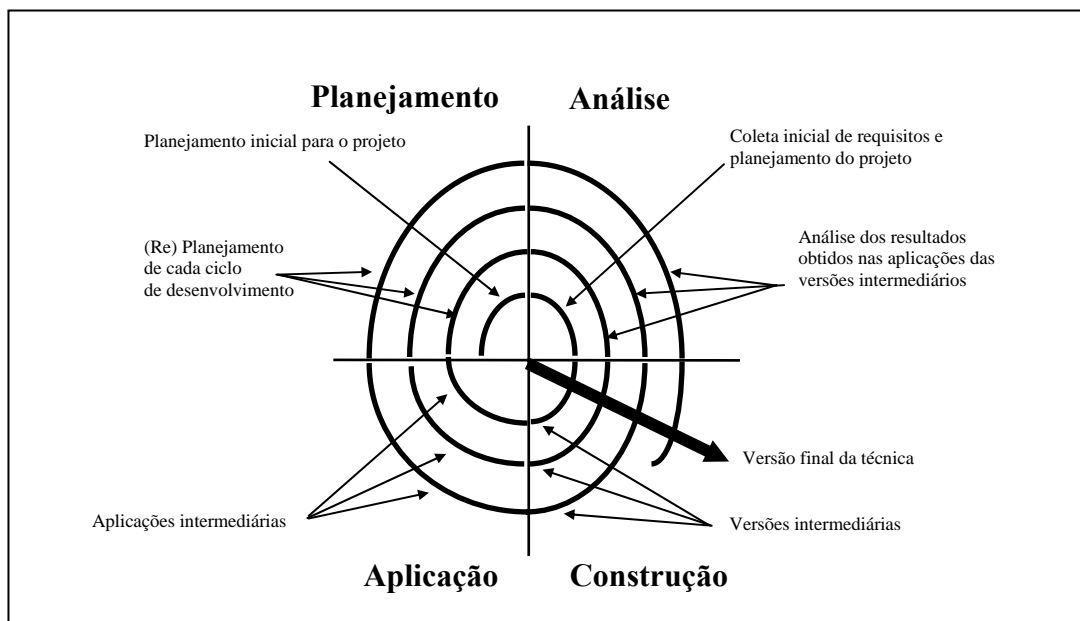 Planejamento
Análise
Planejamento inicial para o projeto
Coleta inicial de requisitos e
planejamento do projeto
(Re) Planejamento
de cada ciclo
de desenvolvimento
Análise dos resultados
obtidos nas aplicações das
versões intermediários
Versão final da técnica
Aplicações intermediárias
Versões intermediárias
Aplicação
Construção